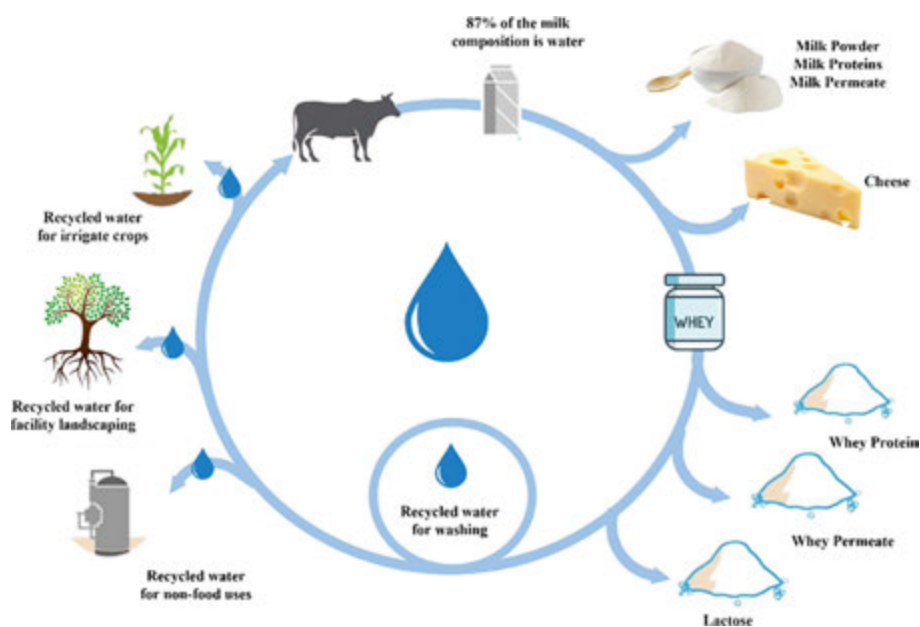 87% of the milk
composition is water
Milk Powder
Milk Proteins
Milk Permeate
Cheese
WHEY
Whey Protein
Whey Permeate
Lactose
Recycled water
for washing
Recycled water
for non-food uses
Recycled water for
facility landscaping
Recycled water
for irrigate crops